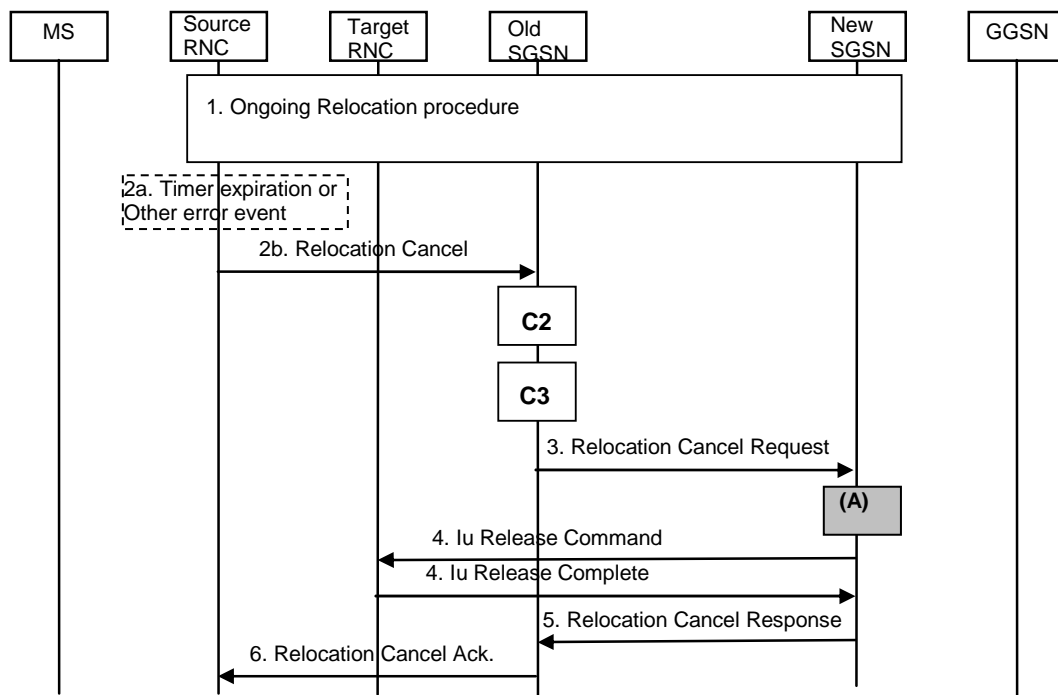 MS
Source
RNC
Target
RNC
Old
SGSN
New
SGSN
GGSN
1. Ongoing Relocation procedure
2a. Timer expiration or
Other error event
2b. Relocation Cancel
C2
C3
3. Relocation Cancel Request
(A)
4. Iu Release Command
4. Iu Release Complete
5. Relocation Cancel Response
6. Relocation Cancel Ack.